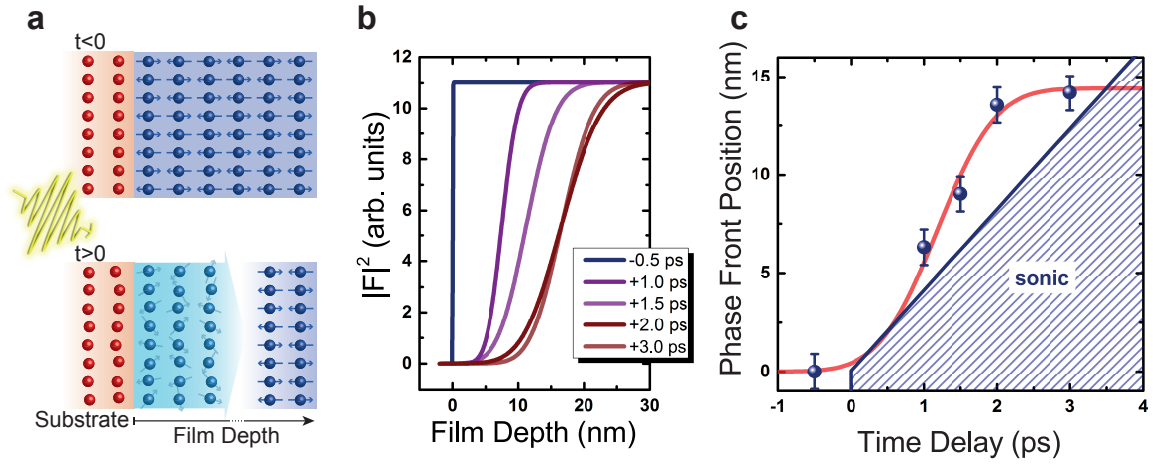 a
t<0
t>0
Substrate
Film Depth
b
|F|² (arb. units)
12
10
8
6
4
2
0
0 10 20 30
Film Depth (nm)
-0.5 ps
+1.0 ps
+1.5 ps
+2.0 ps
+3.0 ps
c
Phase Front Position (nm)
15
10
5
0
-1 0 1 2 3 4
Time Delay (ps)
sonic